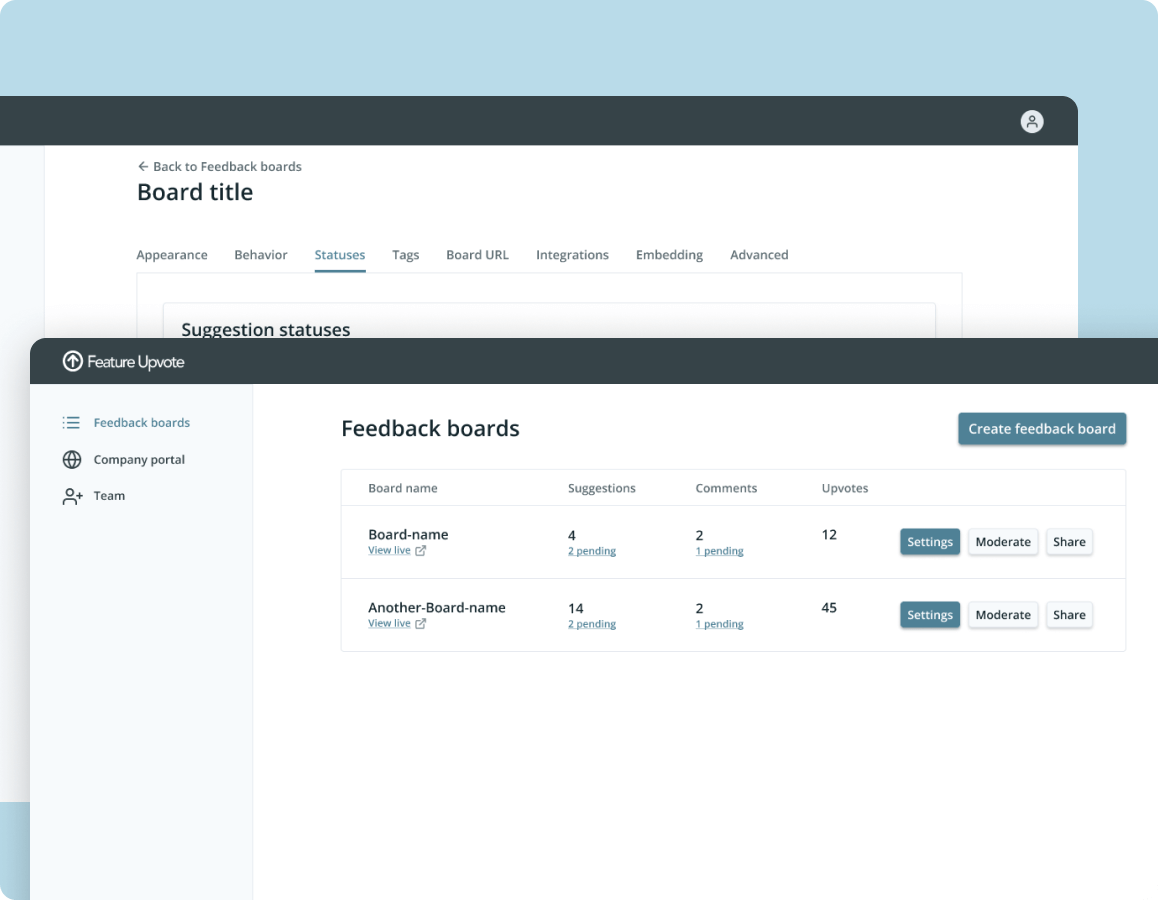 Back to Feedback boards
Board title
Appearance Behavior Statuses Tags Board URL Integrations Embedding Advanced
Suggestion statuses
Feature Upvote
Feedback boards
Company portal
Team
Feedback boards Create feedback board
Board name Suggestions Comments Upvotes
Board-name 4 2 12 Settings Moderate Share
View live 2 pending 1 pending
Another-Board-name 14 2 45 Settings Moderate Share
View live 2 pending 1 pending